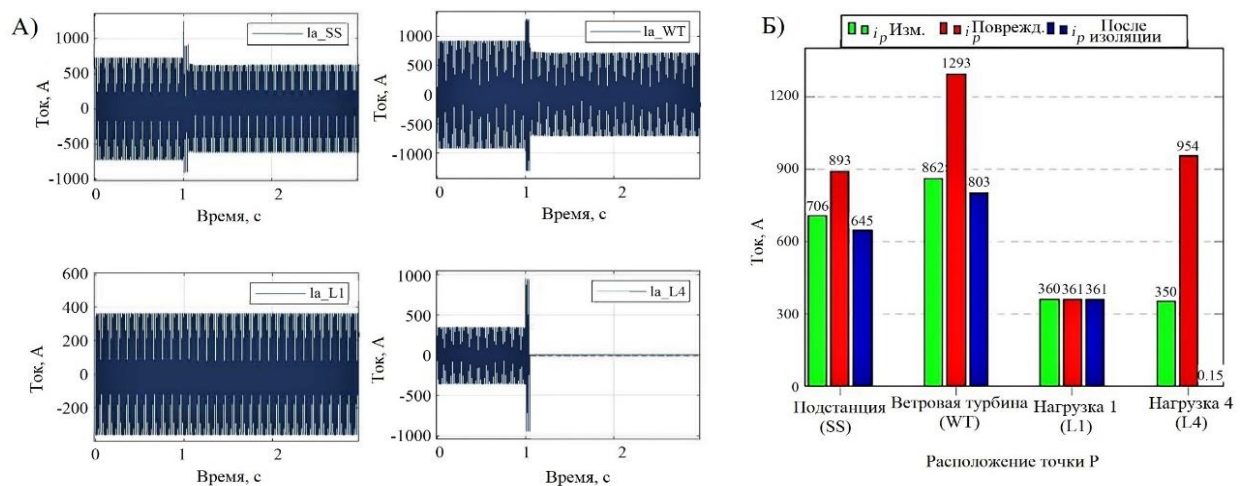 А)
Ток, А
1000
500
0
-500
-1000
0
1
2
Время, с
Ia_SS
Ток, А
1000
500
0
-500
-1000
0
1
2
Время, с
Ia_WT
Ток, А
600
400
200
0
-200
0
1
2
Время, с
Ia_L1
Ток, А
1000
500
0
-500
-1000
0
1
2
Время, с
Ia_L4
Б)
i p Изм. i p Поврежд. i p После изоляции
Ток, А
1200
900
600
300
0
706
893
645
862
1293
803
360
361
361
350
954
0.15
Подстанция
(SS)
Ветровая турбина
(WT)
Нагрузка 1
(L1)
Нагрузка 4
(L4)
Расположение точки P